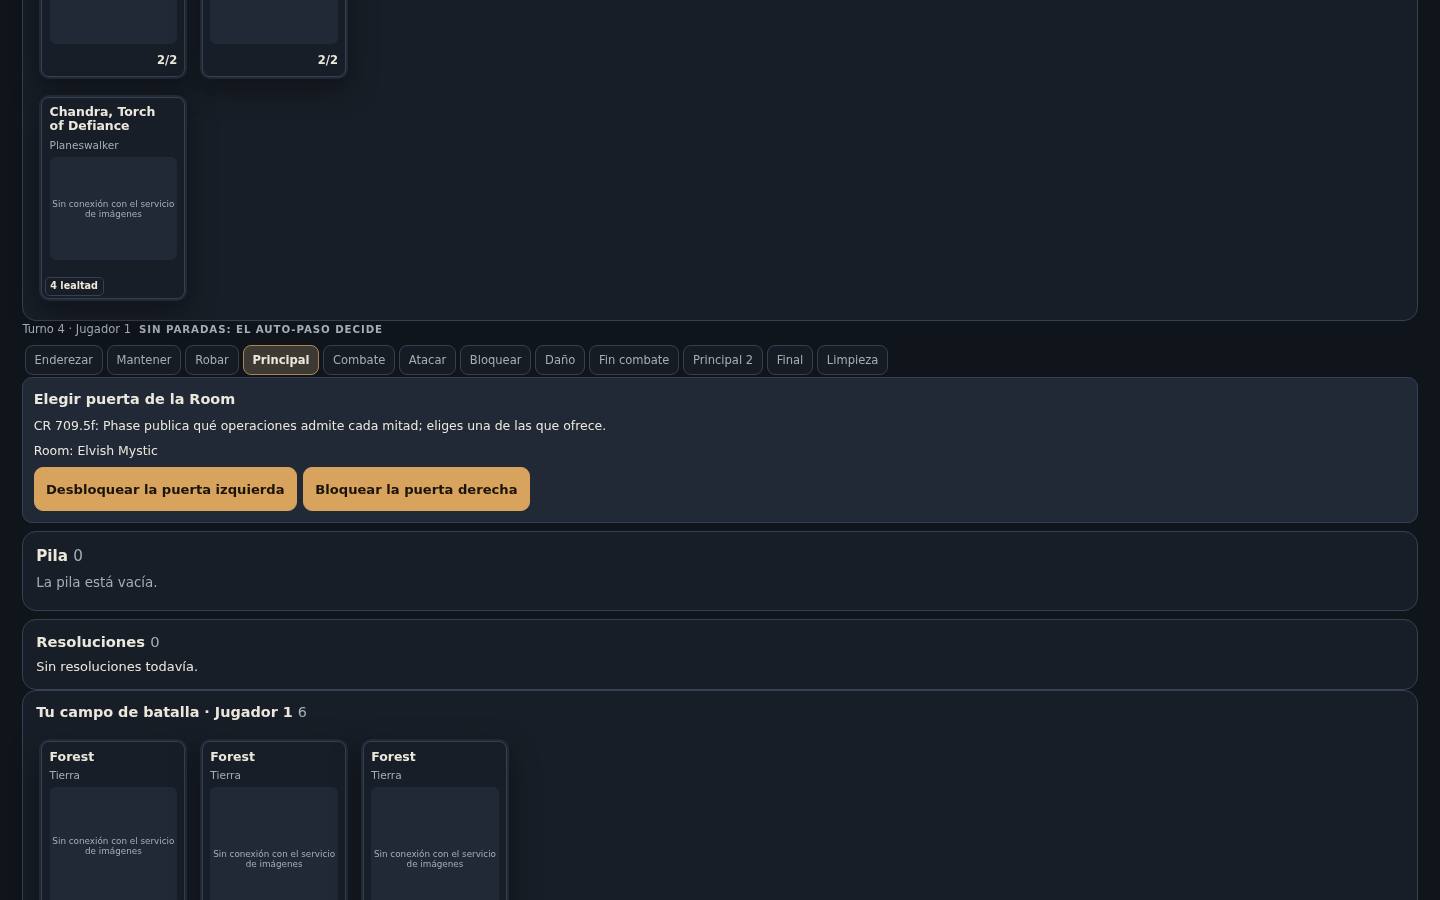 2/2
2/2
Chandra, Torch
of Defiance
Planeswalker
Sin conexión con el servicio
de imágenes
4 lealtad
Turno 4 · Jugador 1 SIN PARADAS: EL AUTO-PASO DECIDE
Enderezar Mantener Robar Principal Combate Atacar Bloquear Daño Fin combate Principal 2 Final Limpieza
Elegir puerta de la Room
CR 709.5f: Phase publica qué operaciones admite cada mitad; eliges una de las que ofrece.
Room: Elvish Mystic
Desbloquear la puerta izquierda Bloquear la puerta derecha
Pila 0
La pila está vacía.
Resoluciones 0
Sin resoluciones todavía.
Tu campo de batalla · Jugador 1 6
Forest
Tierra
Sin conexión con el servicio
de imágenes
Forest
Tierra
Sin conexión con el servicio
de imágenes
Forest
Tierra
Sin conexión con el servicio
de imágenes